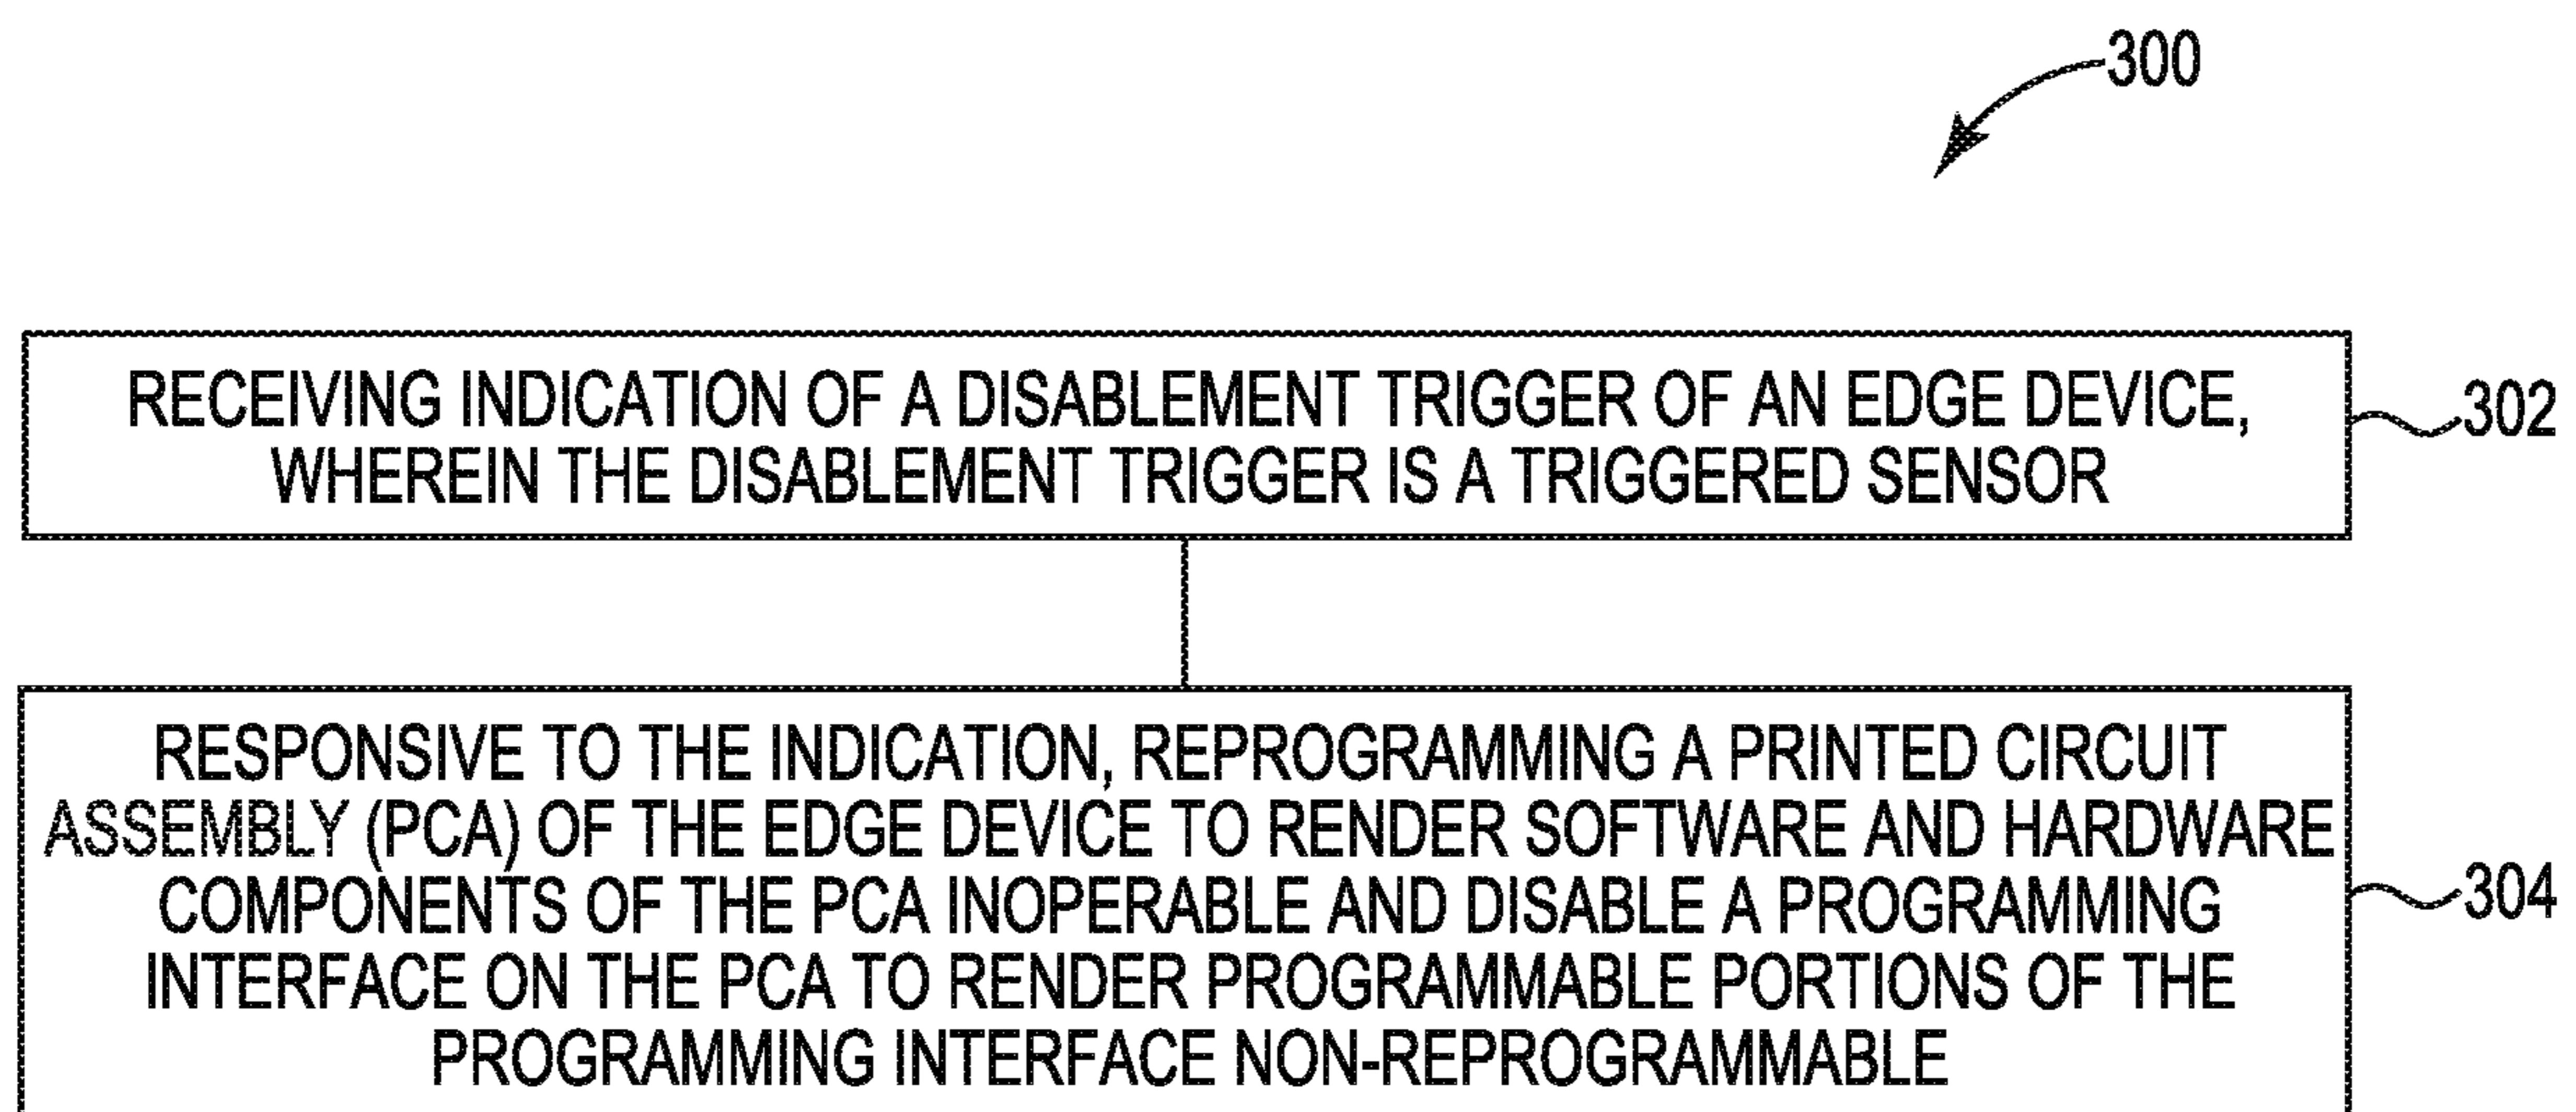 300
RECEIVING INDICATION OF A DISABLEMENT TRIGGER OF AN EDGE DEVICE,
WHEREIN THE DISABLEMENT TRIGGER IS A TRIGGERED SENSOR
302
RESPONSIVE TO THE INDICATION, REPROGRAMMING A PRINTED CIRCUIT
ASSEMBLY (PCA) OF THE EDGE DEVICE TO RENDER SOFTWARE AND HARDWARE
COMPONENTS OF THE PCA INOPERABLE AND DISABLE A PROGRAMMING
INTERFACE ON THE PCA TO RENDER PROGRAMMABLE PORTIONS OF THE
PROGRAMMING INTERFACE NON-REPROGRAMMABLE
304